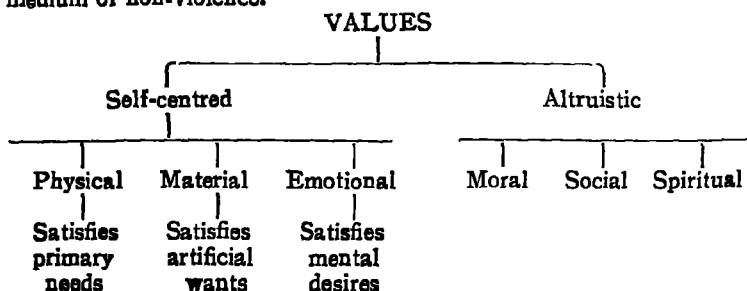 medium of non-violence.
VALUES
Self-centred Altruistic
Physical Material Emotional Moral Social Spiritual
Satisfies Satisfies Satisfies
primary artificial mental
needs wants desires